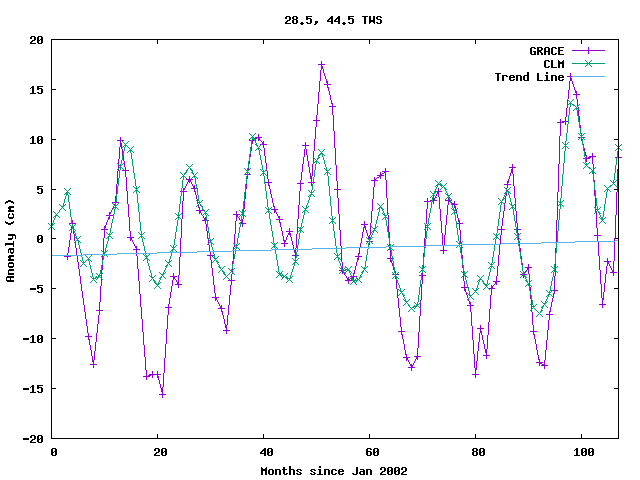 28.5, 44.5 TWS
GRACE
CLM
Trend Line
20
15
10
5
0
-5
-10
-15
-20
Anomaly (cm)
0 20 40 60 80 100
Months since Jan 2002